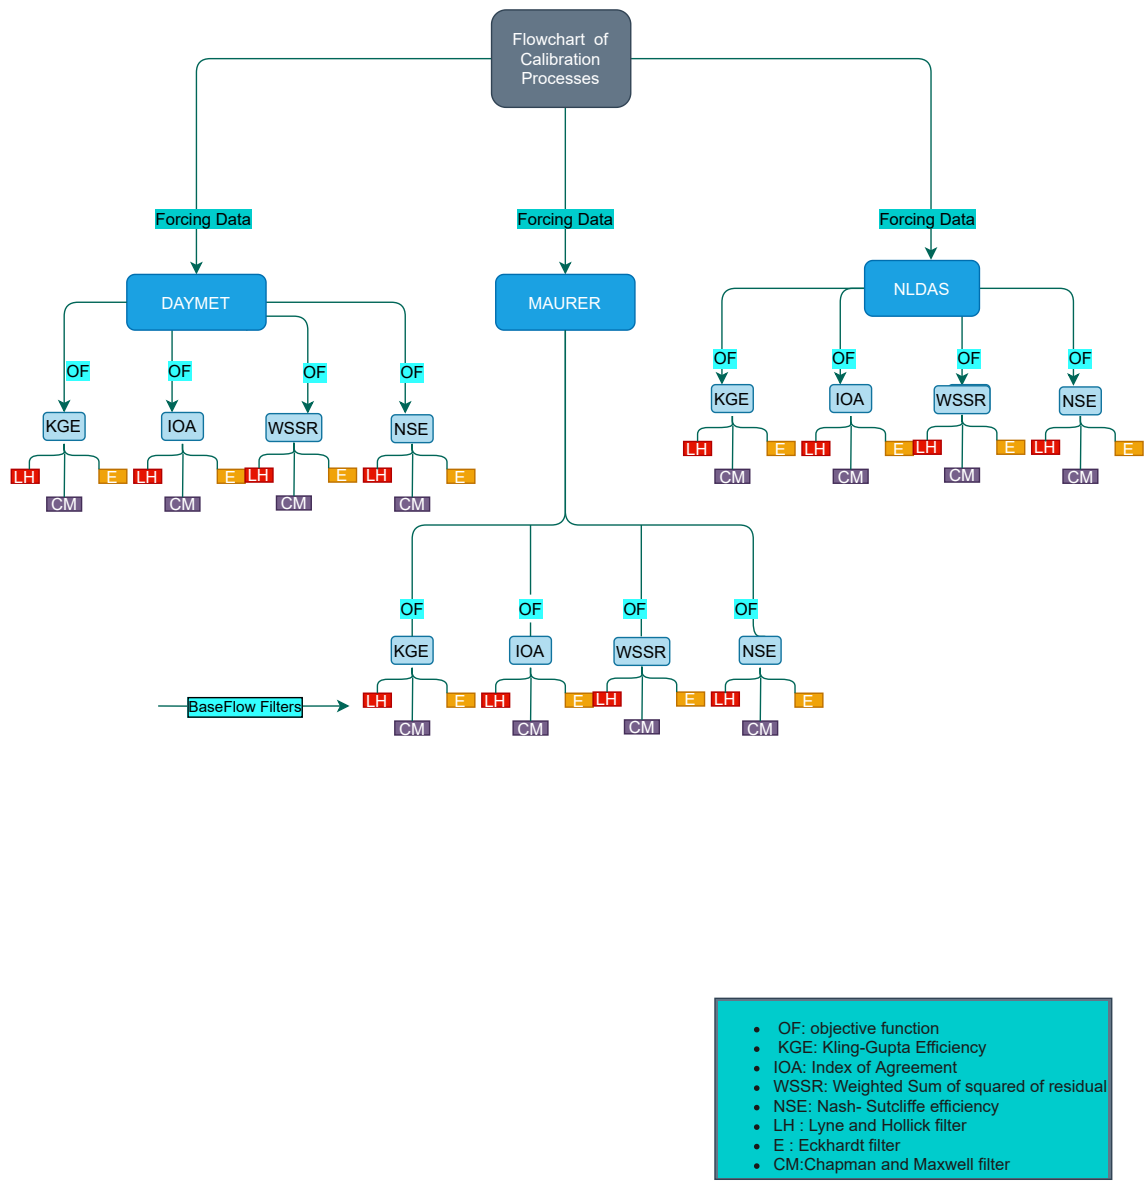 Flowchart of
Calibration
Processes
Forcing Data
Forcing Data
Forcing Data
DAYMET
MAURER
NLDAS
OF
OF
OF
OF
OF
OF
OF
OF
KGE
IOA
WSSR
NSE
KGE
IOA
WSSR
NSE
LH
E
LH
E
LH
E
LH
E
LH
E
LH
E
LH
E
LH
E
CM
CM
CM
CM
CM
CM
CM
CM
OF
OF
OF
OF
KGE
IOA
WSSR
NSE
BaseFlow Filters
LH
E
LH
E
LH
E
LH
E
CM
CM
CM
CM
• OF: objective function
• KGE: Kling-Gupta Efficiency
• IOA: Index of Agreement
• WSSR: Weighted Sum of squared of residual
• NSE: Nash- Sutcliffe efficiency
• LH : Lyne and Hollick filter
• E : Eckhardt filter
• CM:Chapman and Maxwell filter